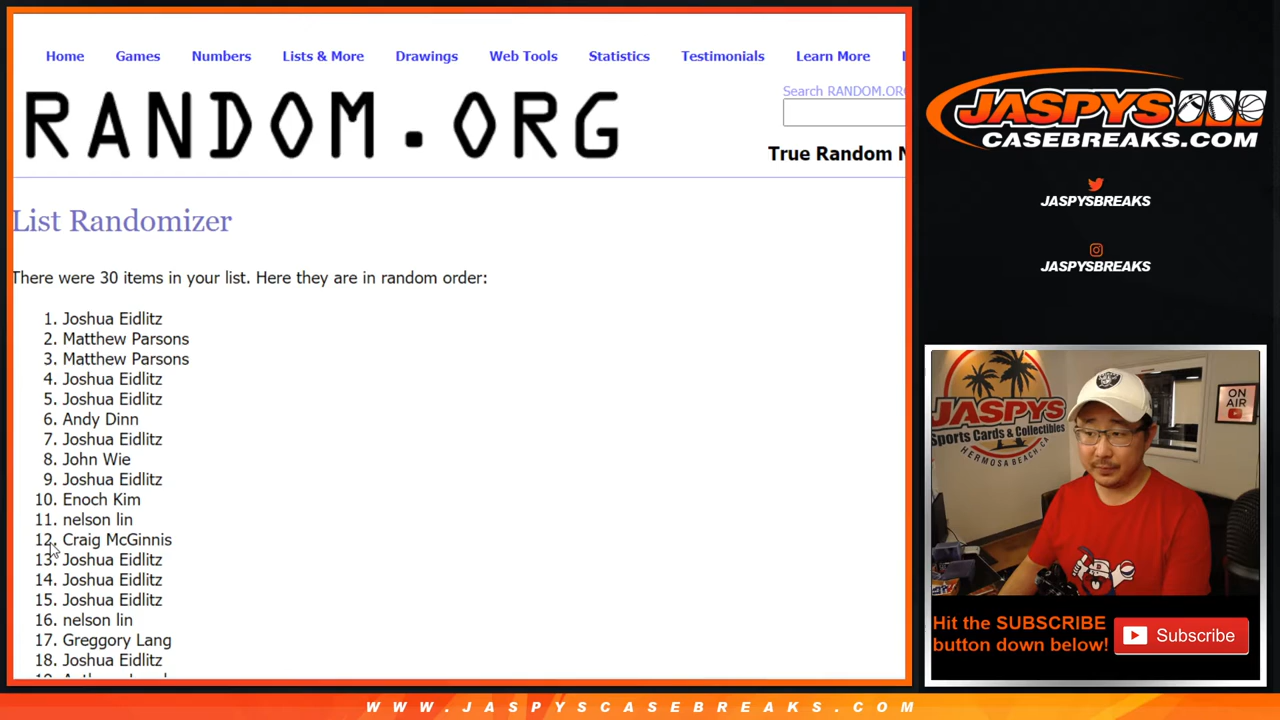 Home Games Numbers Lists & More Drawings Web Tools Statistics Testimonials Learn More
Search RANDOM.ORG
RANDOM.ORG
True Random N
List Randomizer
There were 30 items in your list. Here they are in random order:
1. Joshua Eidlitz
2. Matthew Parsons
3. Matthew Parsons
4. Joshua Eidlitz
5. Joshua Eidlitz
6. Andy Dinn
7. Joshua Eidlitz
8. John Wie
9. Joshua Eidlitz
10. Enoch Kim
11. nelson lin
12. Craig McGinnis
13. Joshua Eidlitz
14. Joshua Eidlitz
15. Joshua Eidlitz
16. nelson lin
17. Greggory Lang
18. Joshua Eidlitz
JASPYS
CASEBREAKS.COM
JASPYSBREAKS
JASPYSBREAKS
JASPYS
Sports Cards & Collectibles
HERMOSA BEACH, CA
ON AIR
Hit the SUBSCRIBE
button down below!
Subscribe
WWW.JASPYSCASEBREAKS.COM